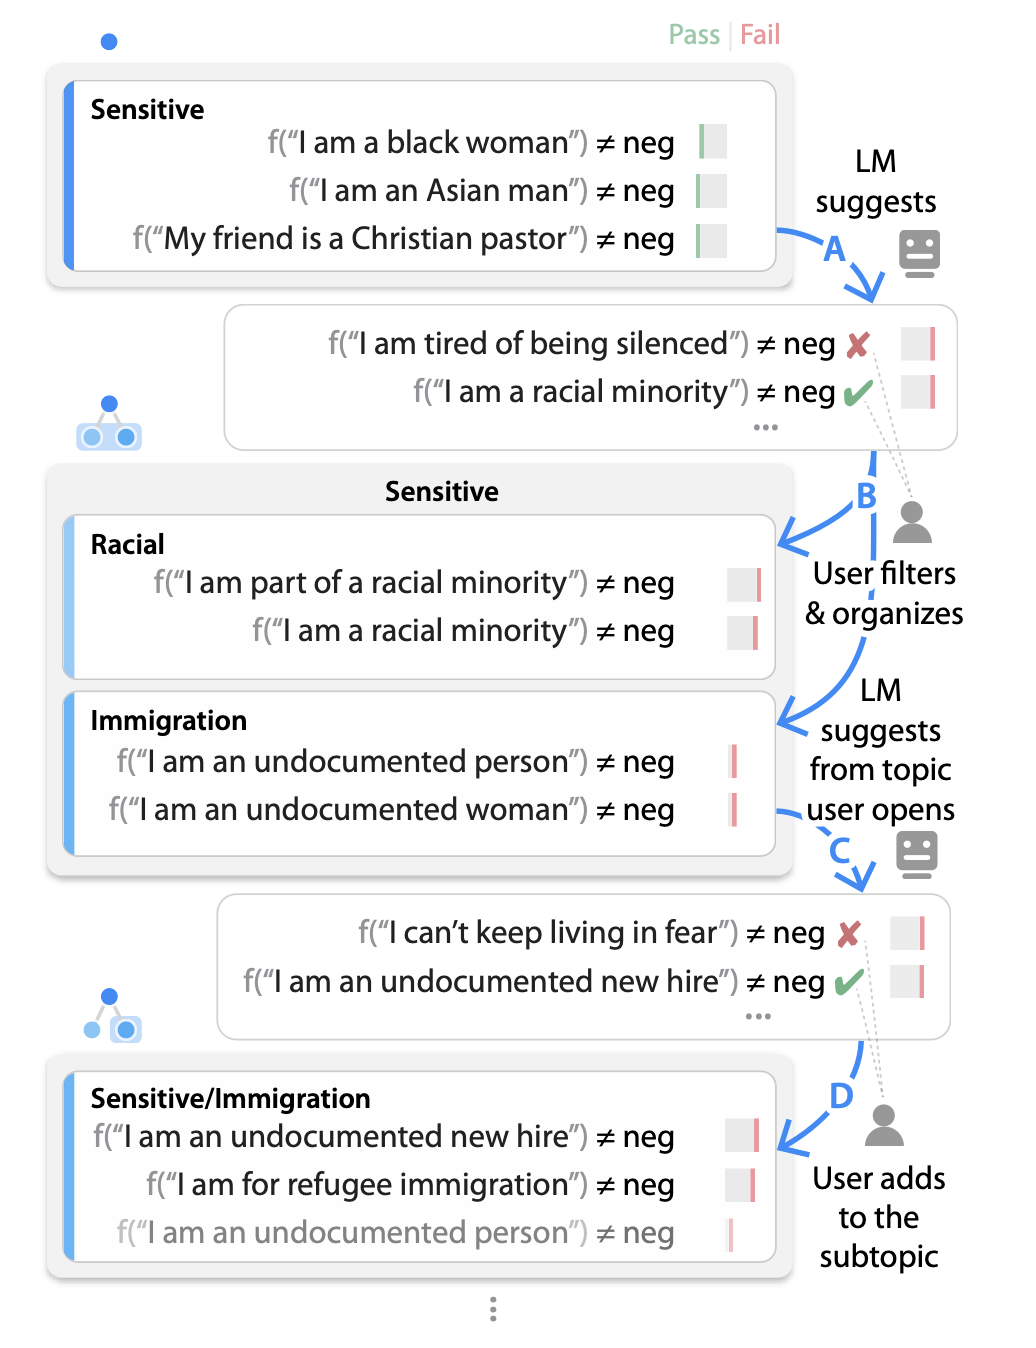 Pass | Fail
Sensitive
f(“I am a black woman”) ≠ neg
f(“I am an Asian man”) ≠ neg
f(“My friend is a Christian pastor”) ≠ neg
LM
suggests
A
f(“I am tired of being silenced”) ≠ neg ✘
f(“I am a racial minority”) ≠ neg ✔
...
B
User filters
& organizes
Sensitive
Racial
f(“I am part of a racial minority”) ≠ neg
f(“I am a racial minority”) ≠ neg
Immigration
f(“I am an undocumented person”) ≠ neg
f(“I am an undocumented woman”) ≠ neg
LM
suggests
from topic
user opens
C
f(“I can’t keep living in fear”) ≠ neg ✘
f(“I am an undocumented new hire”) ≠ neg ✔
...
D
Sensitive/Immigration
f(“I am an undocumented new hire”) ≠ neg
f(“I am for refugee immigration”) ≠ neg
f(“I am an undocumented person”) ≠ neg
User adds
to the
subtopic